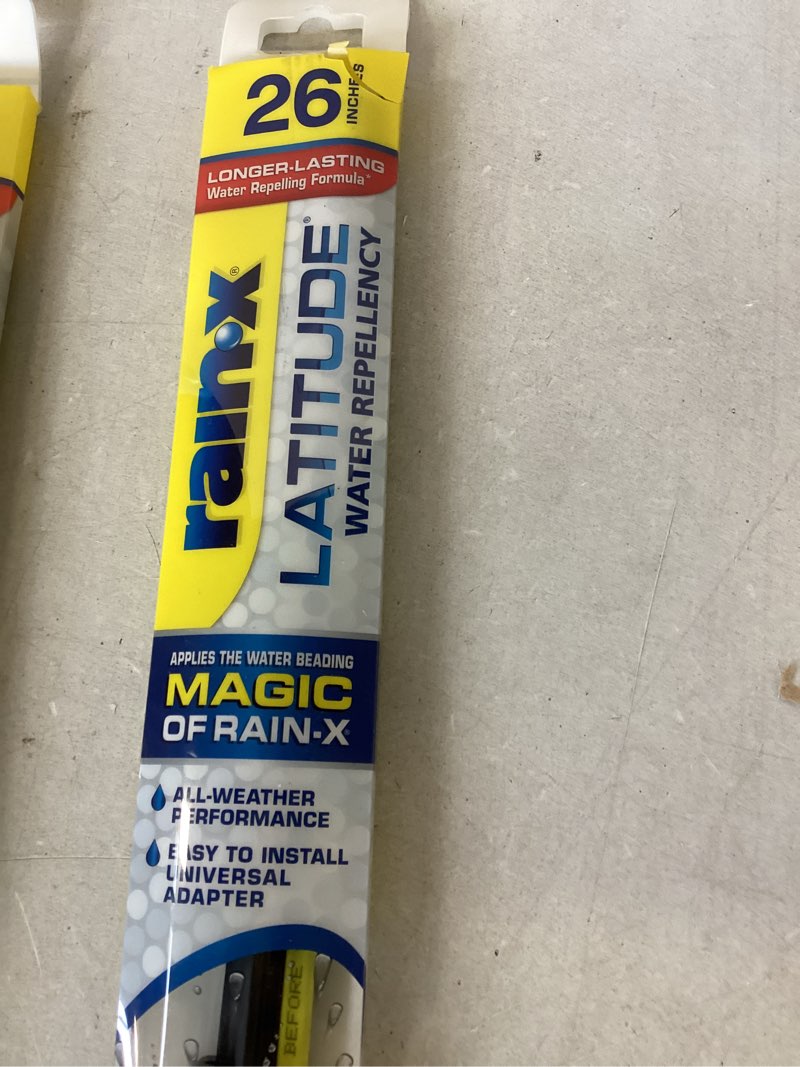 26 INCHES
LONGER-LASTING
Water Repelling Formula*
rain-x®
LATITUDE®
WATER REPELLENCY
APPLIES THE WATER BEADING
MAGIC
OF RAIN-X®
ALL-WEATHER
PERFORMANCE
EASY TO INSTALL
UNIVERSAL
ADAPTER
BEFORE